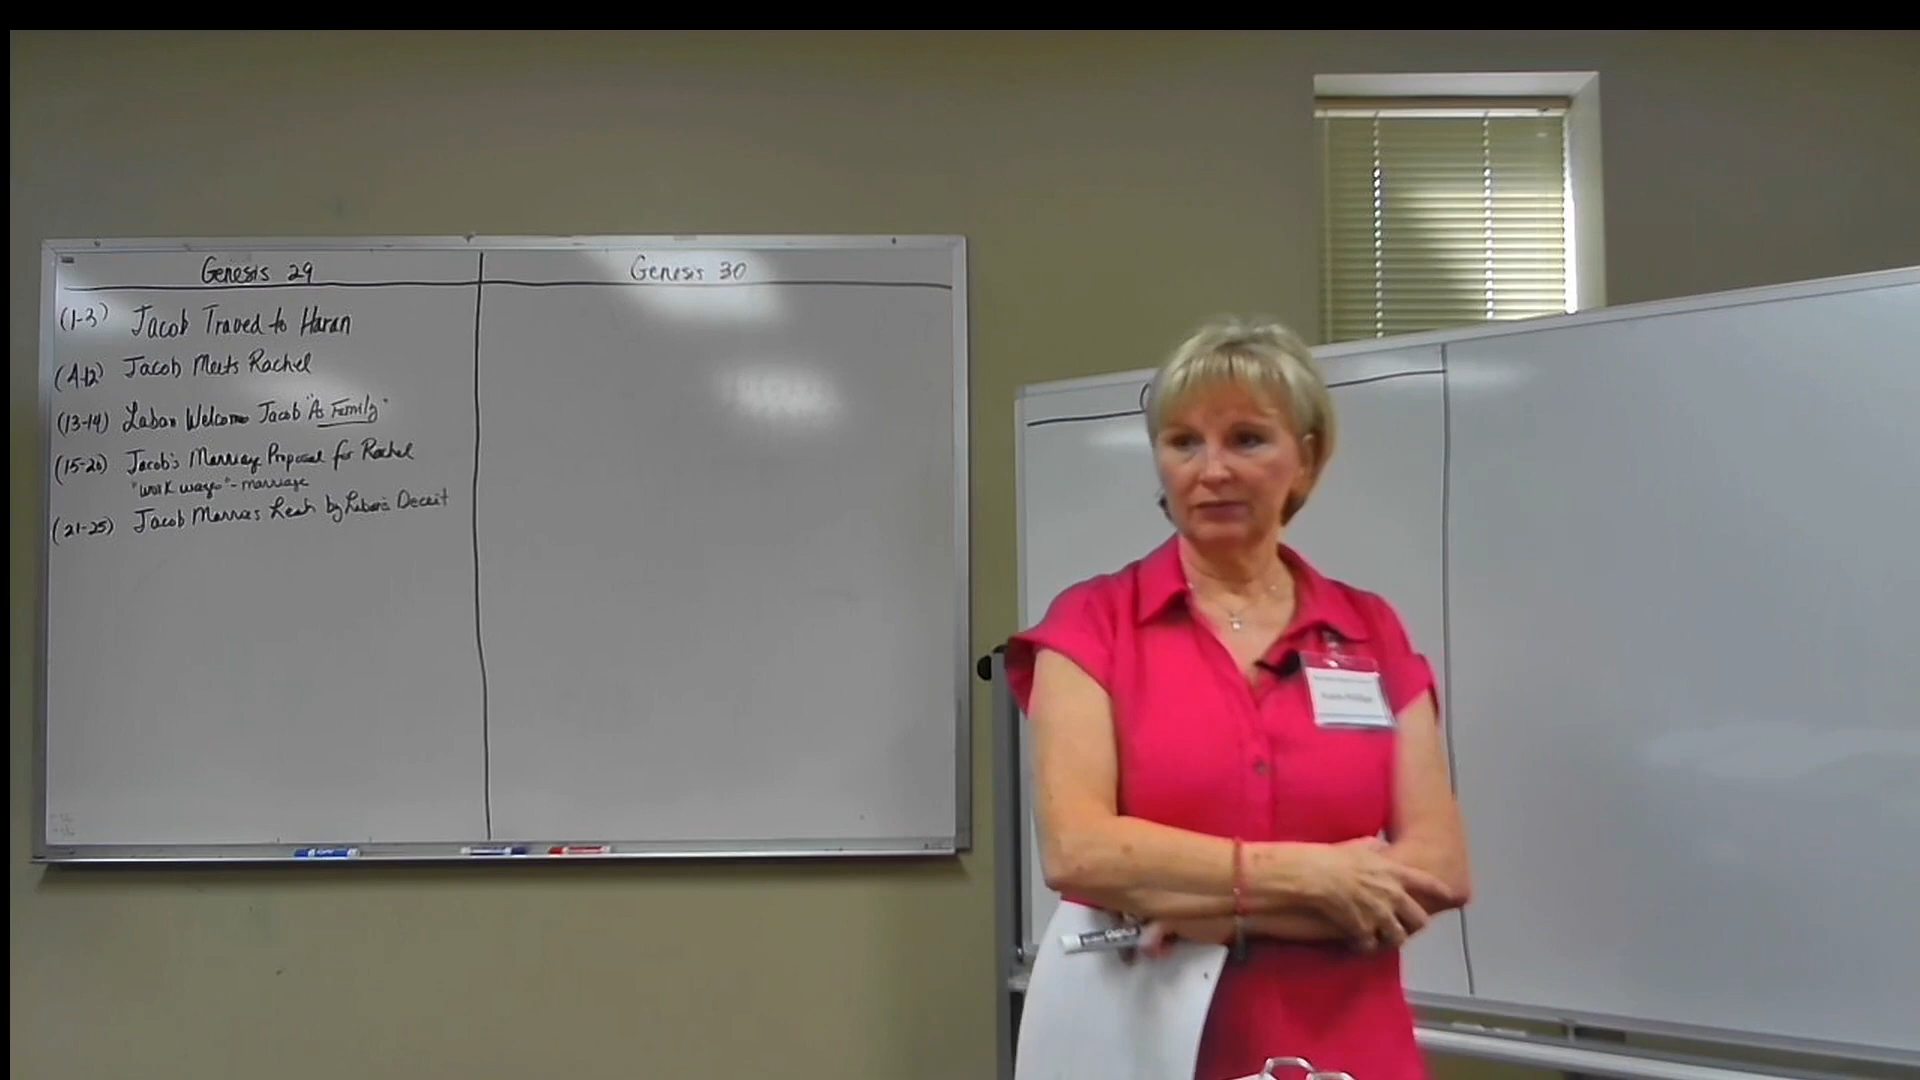 Genesis 29
(1-3) Jacob Traved to Haran
(4-12) Jacob Meets Rachel
(13-14) Laban Welcome Jacob "As Family"
(15-20) Jacob's Marriage Proposal for Rachel
"work wages" - marriage
(21-25) Jacob Marries Leah by Laban's Deceit
Genesis 30